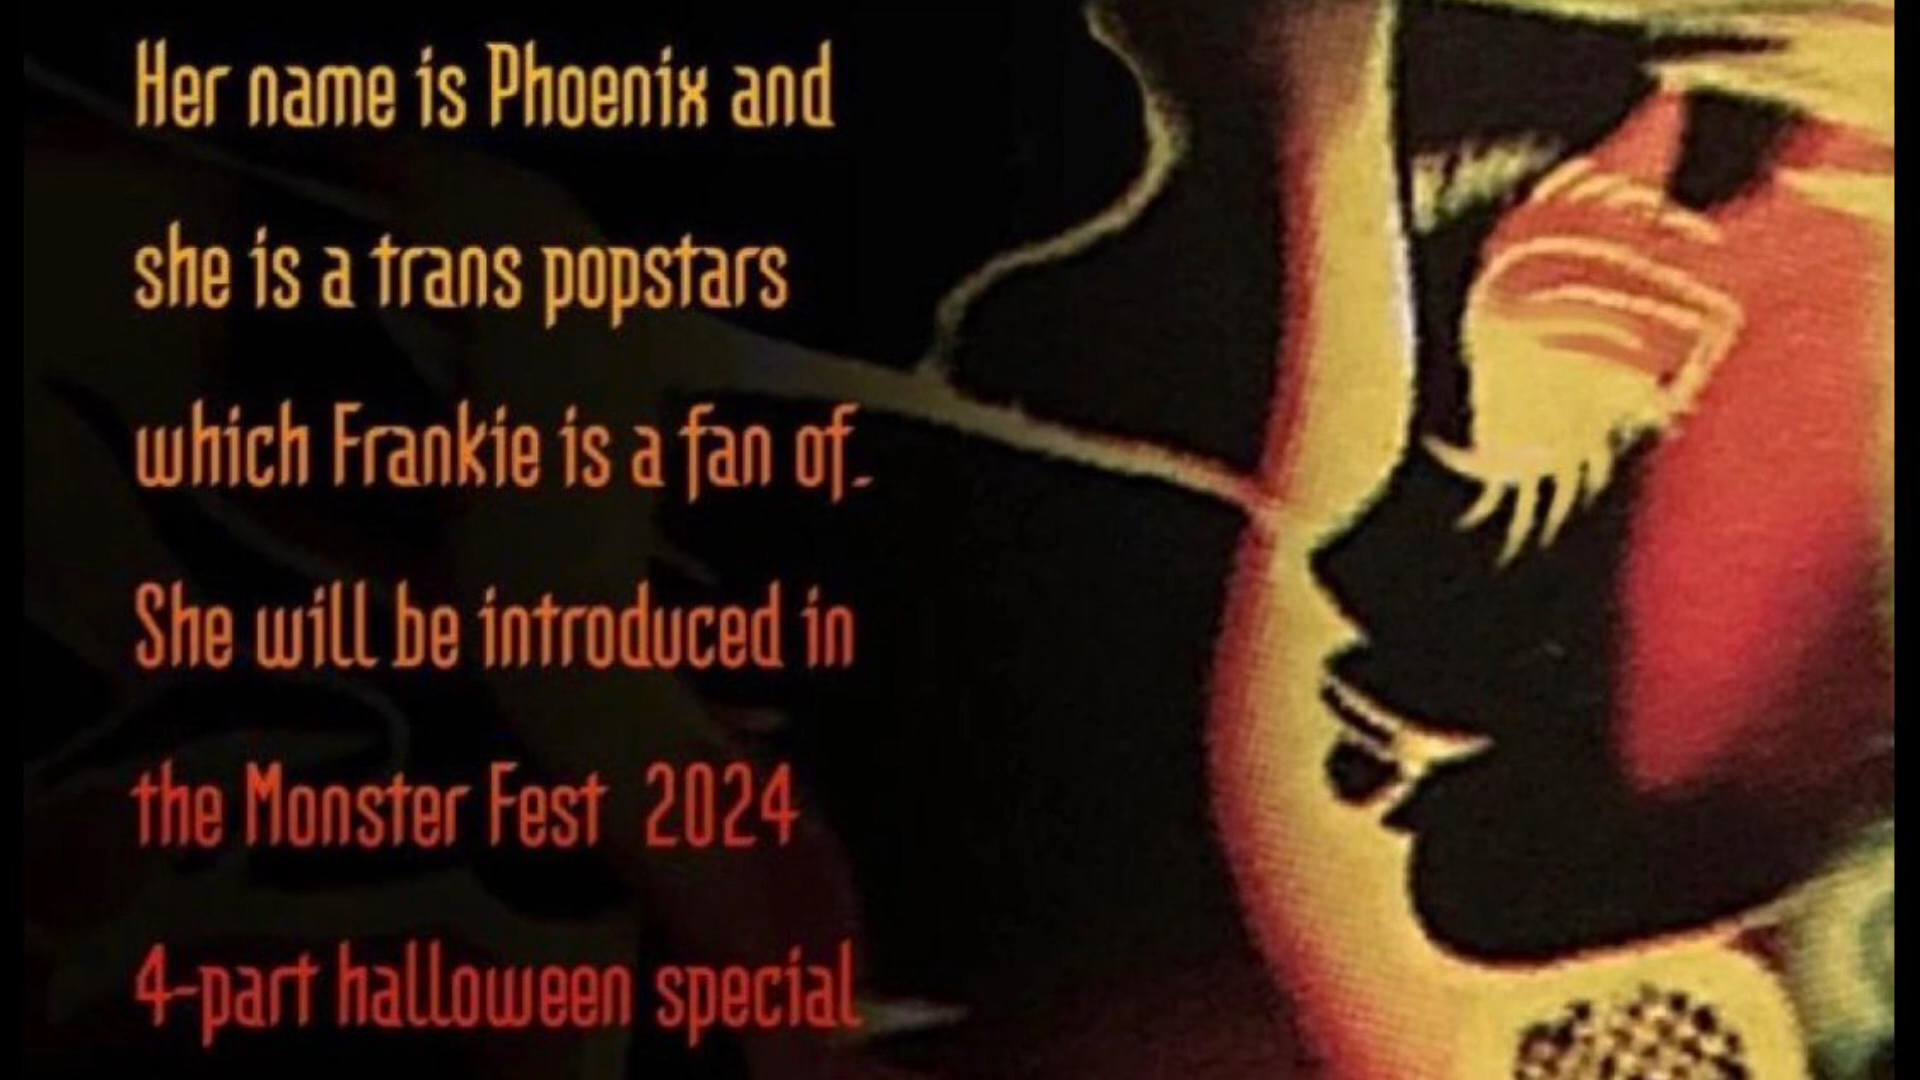 Her name is Phoenix and
she is a trans popstars
which Frankie is a fan of.
She will be introduced in
the Monster Fest 2024
4-part halloween special